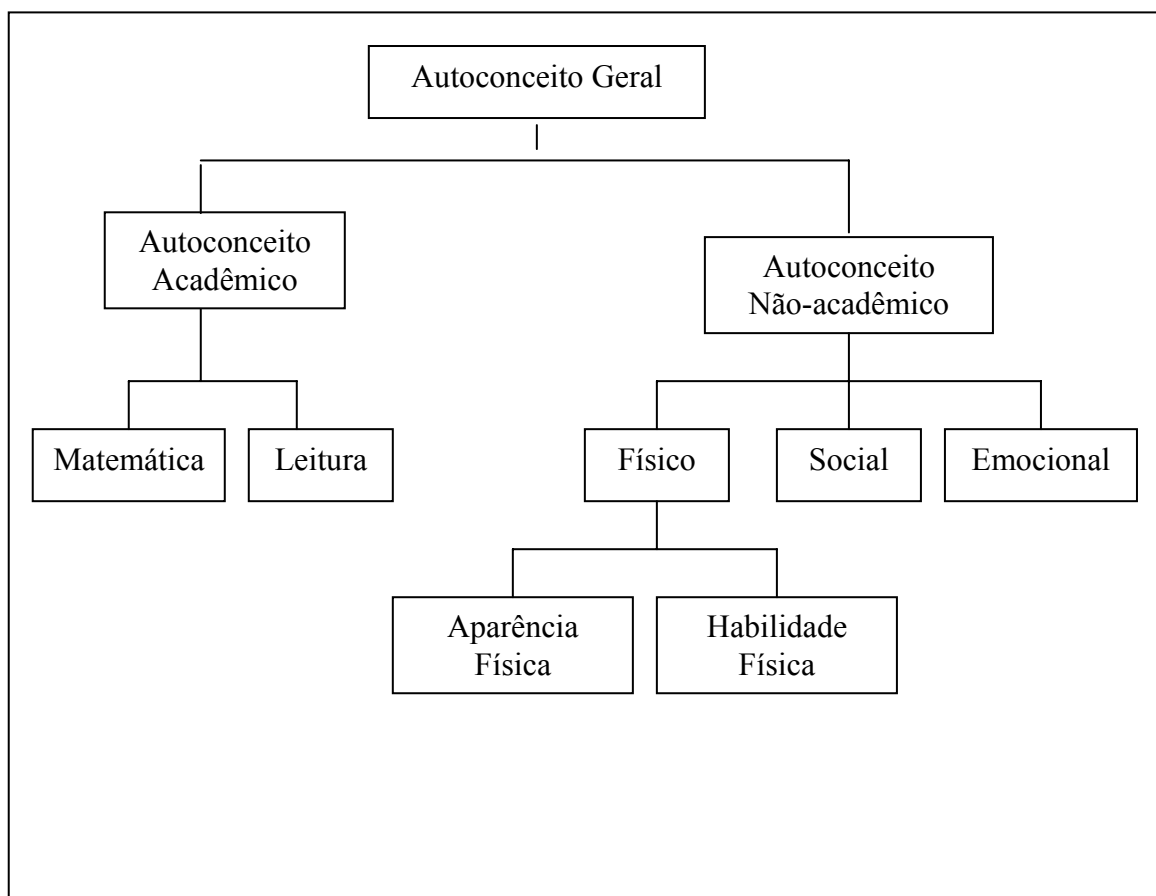 Autoconceito Geral
Autoconceito
Acadêmico
Autoconceito
Não-acadêmico
Matemática
Leitura
Físico
Social
Emocional
Aparência
Física
Habilidade
Física